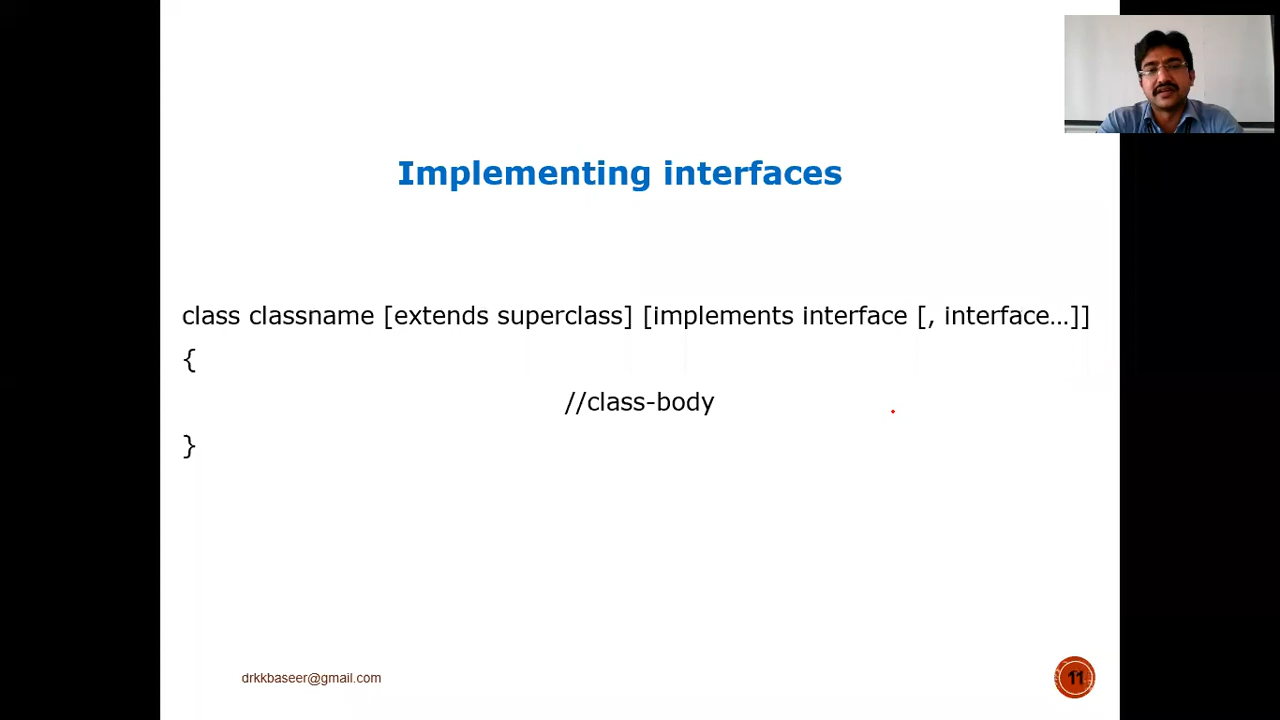 Implementing interfaces
class classname [extends superclass] [implements interface [, interface…]]
{
//class-body
}
drkkbaseer@gmail.com
11